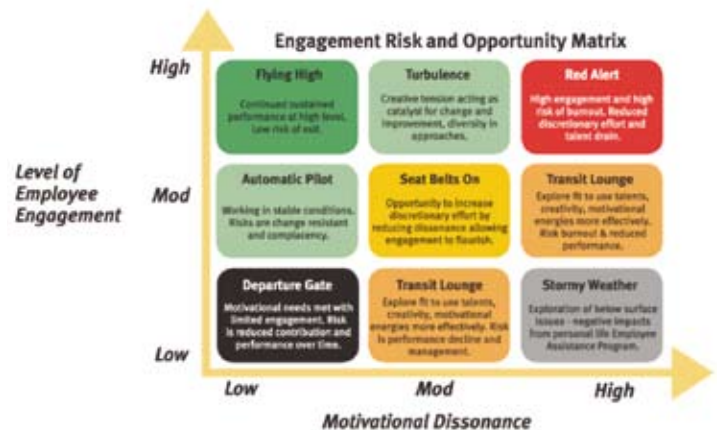 Engagement Risk and Opportunity Matrix
High
Flying High
Continued sustained
performance at high level.
Low risk of exit.
Turbulence
Creative tension acting as
catalyst for change and
improvement, diversity in
approaches.
Red Alert
High engagement and high
risk of burnout. Reduced
discretionary effort and
talent drain.
Level of
Employee
Engagement
Mod
Automatic Pilot
Working in stable conditions.
Risks are change resistant
and complacency.
Seat Belts On
Opportunity to increase
discretionary effort by
reducing dissonance allowing
engagement to flourish.
Transit Lounge
Explore fit to use talents,
creativity, motivational
energies more effectively.
Risk burnout & reduced
performance.
Departure Gate
Motivational needs met with
limited engagement. Risk
is reduced contribution and
performance over time.
Transit Lounge
Explore fit to use talents,
creativity, motivational
energies more effectively. Risk
is performance decline and
management.
Stormy Weather
Exploration of below surface
issues - negative impacts
from personal life Employee
Assistance Program.
Low
Low
Mod
High
Motivational Dissonance